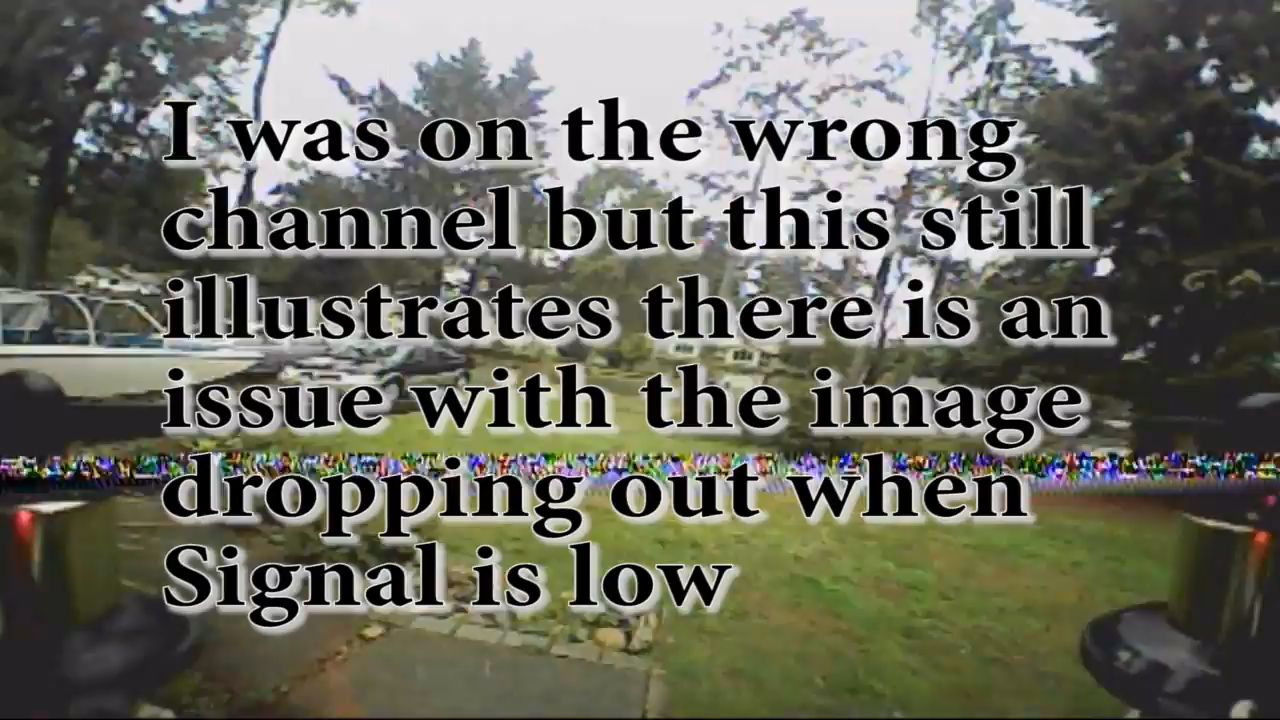 I was on the wrong
channel but this still
illustrates there is an
issue with the image
dropping out when
Signal is low